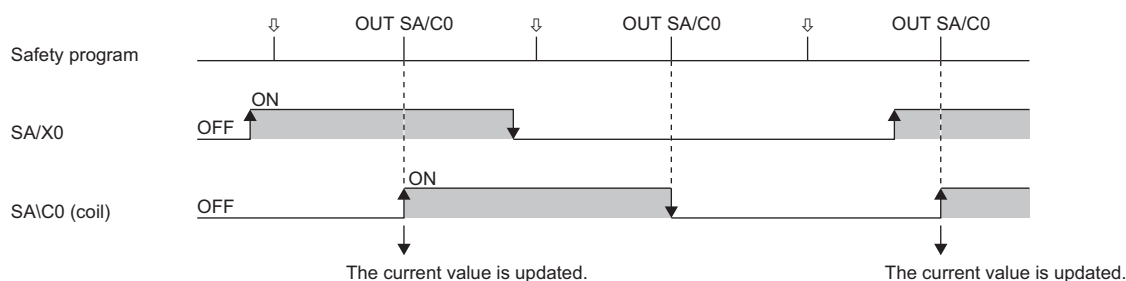 ⇩ OUT SA/C0 ⇩ OUT SA/C0 ⇩ OUT SA/C0
Safety program
ON
SA/X0 OFF
ON
SA\C0 (coil) OFF
The current value is updated. The current value is updated.